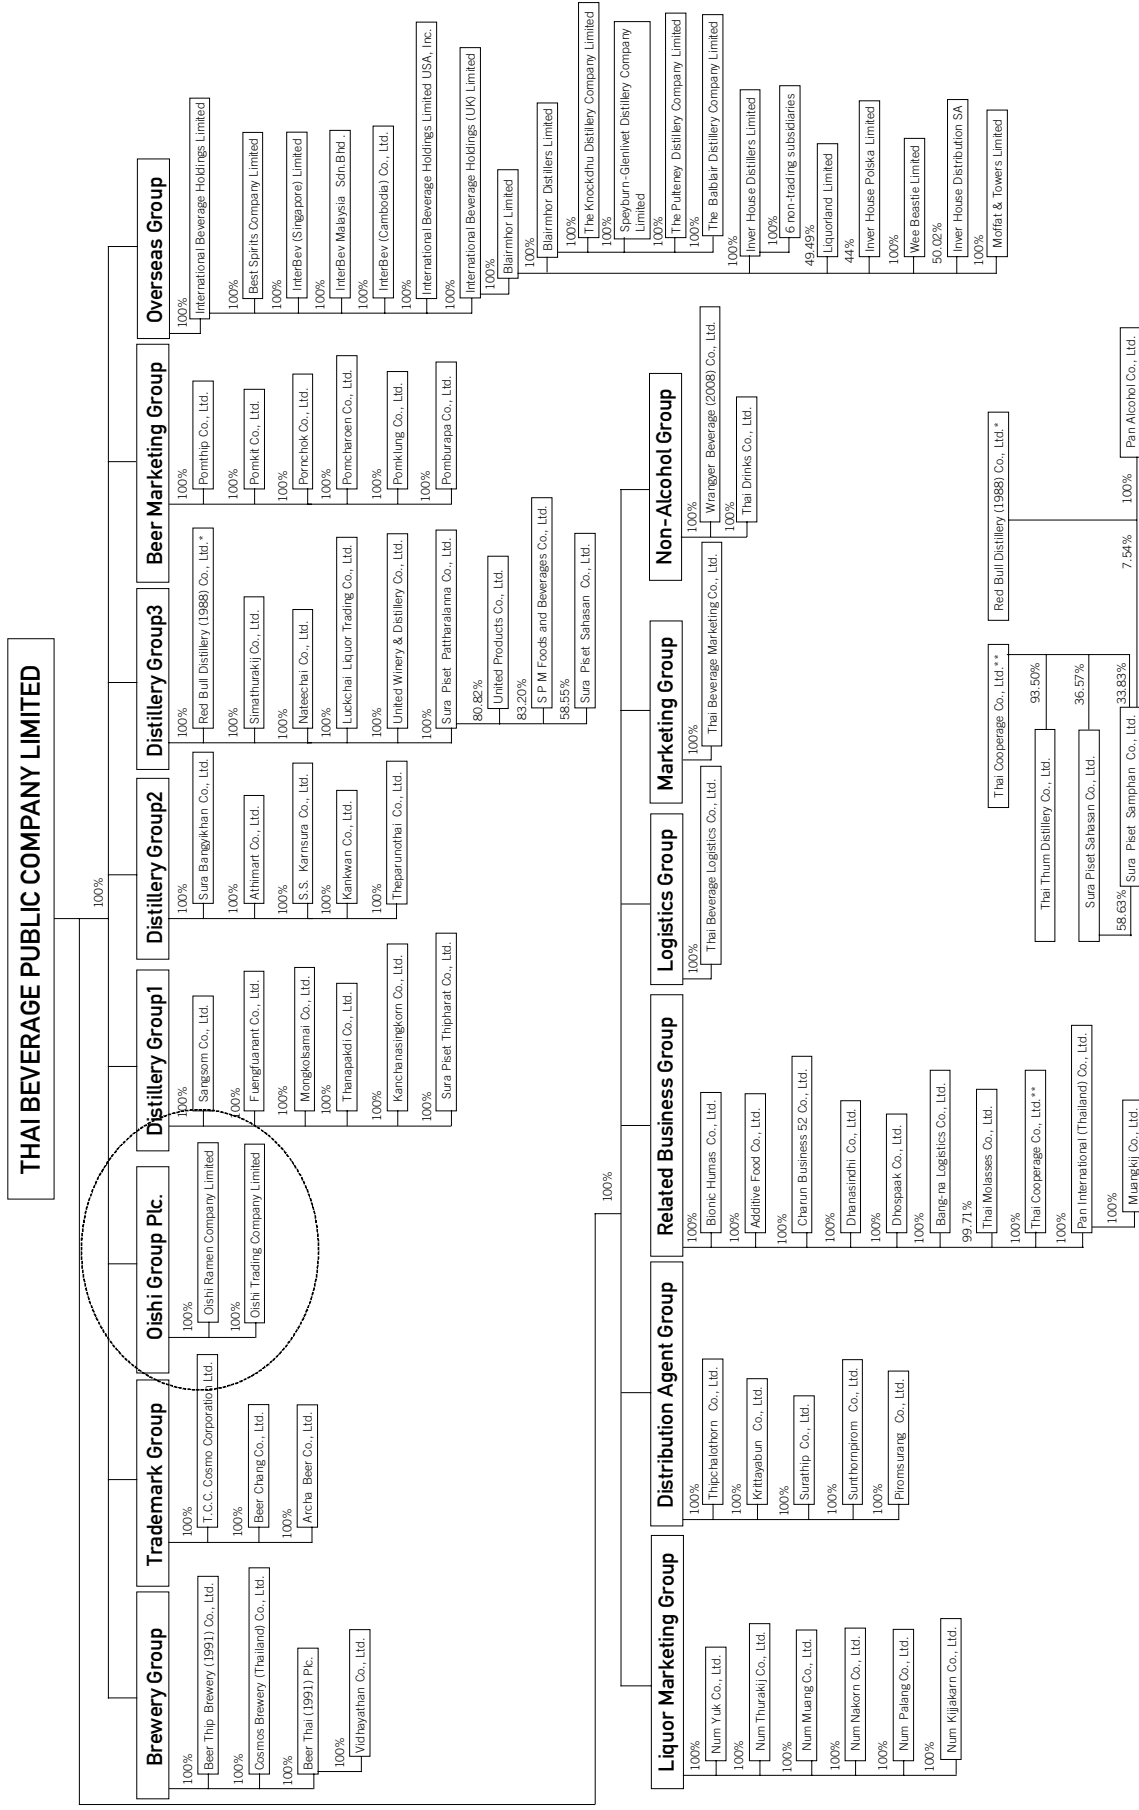 THAI BEVERAGE PUBLIC COMPANY LIMITED
100%
Brewery Group
100%
Beer Thip Brewery (1991) Co., Ltd.
100%
Cosmos Brewery (Thailand) Co., Ltd.
100%
Beer Thai (1991) Plc.
100%
Vidhayathan Co., Ltd.
Trademark Group
100%
T.C.C. Cosmo Corporation Ltd.
100%
Beer Chang Co., Ltd.
100%
Archa Beer Co., Ltd.
Oishi Group Plc.
100%
Oishi Ramen Company Limited
100%
Oishi Trading Company Limited
Distillery Group1
100%
Sangsom Co., Ltd.
100%
Fuengfuanant Co., Ltd.
100%
Mongkolsamai Co., Ltd.
100%
Thanapakdi Co., Ltd.
100%
Kanchanasingkorn Co., Ltd.
100%
Sura Piset Thipharat Co., Ltd.
Distillery Group2
100%
Sura Bangyikhan Co., Ltd.
100%
Athimart Co., Ltd.
100%
S.S. Karnsura Co., Ltd.
100%
Kankwan Co., Ltd.
100%
Theparunothai Co., Ltd.
Distillery Group3
100%
Red Bull Distillery (1988) Co., Ltd.*
100%
Simathurakij Co., Ltd.
100%
Nateechai Co., Ltd.
100%
Luckchai Liquor Trading Co., Ltd.
100%
United Winery & Distillery Co., Ltd.
100%
Sura Piset Pattharalanna Co., Ltd.
80.82%
United Products Co., Ltd.
83.20%
S P M Foods and Beverages Co., Ltd.
58.55%
Sura Piset Sahasan Co., Ltd.
Beer Marketing Group
100%
Pomthip Co., Ltd.
100%
Pomkit Co., Ltd.
100%
Pornchok Co., Ltd.
100%
Pomcharoen Co., Ltd.
100%
Pomklung Co., Ltd.
100%
Pomburapa Co., Ltd.
Overseas Group
100%
International Beverage Holdings Limited
100%
Best Spirits Company Limited
100%
InterBev (Singapore) Limited
100%
InterBev Malaysia Sdn.Bhd .
100%
InterBev (Cambodia) Co., Ltd.
100%
International Beverage Holdings Limited USA, Inc.
100%
International Beverage Holdings (UK) Limited
100%
Blairmhor Limited
100%
Blairmhor Distillers Limited
100%
The Knockdhu Distillery Company Limited
100%
Speyburn-Glenlivet Distillery Company
Limited
100%
The Pulteney Distillery Company Limited
100%
The Balblair Distillery Company Limited
100%
Inver House Distillers Limited
100%
6 non-trading subsidiaries
49.49%
Liquorland Limited
44%
Inver House Polska Limited
100%
Wee Beastie Limited
50.02%
Inver House Distribution SA
100%
Moffat & Towers Limited
100%
Liquor Marketing Group
100%
Num Yuk Co., Ltd.
100%
Num Thurakij Co., Ltd.
100%
Num Muang Co., Ltd.
100%
Num Nakorn Co., Ltd.
100%
Num Palang Co., Ltd.
100%
Num Kijjakarn Co., Ltd.
Distribution Agent Group
100%
Thipchalothorn Co., Ltd.
100%
Krittayabun Co., Ltd.
100%
Surathip Co., Ltd.
100%
Sunthornpirom Co., Ltd.
100%
Piromsurang Co., Ltd.
Related Business Group
100%
Bionic Humas Co., Ltd.
100%
Additive Food Co., Ltd.
100%
Charun Business 52 Co., Ltd.
100%
Dhanasindhi Co., Ltd.
100%
Dhospaak Co., Ltd.
100%
Bang-na Logistics Co., Ltd.
99.71%
Thai Molasses Co., Ltd.
100%
Thai Cooperage Co., Ltd.**
100%
Pan International (Thailand) Co., Ltd.
100%
Muangkij Co., Ltd.
Logistics Group
100%
Thai Beverage Logistics Co., Ltd.
Marketing Group
100%
Thai Beverage Marketing Co., Ltd.
Non-Alcohol Group
100%
Wrangyer Beverage (2008) Co., Ltd.
100%
Thai Drinks Co., Ltd.
Thai Cooperage Co., Ltd.**
93.50%
Thai Thum Distillery Co., Ltd.
36.57%
Sura Piset Sahasan Co., Ltd.
33.83%
58.63%
Sura Piset Samphan Co., Ltd.
Red Bull Distillery (1988) Co., Ltd.*
7.54%
100%
Pan Alcohol Co., Ltd.